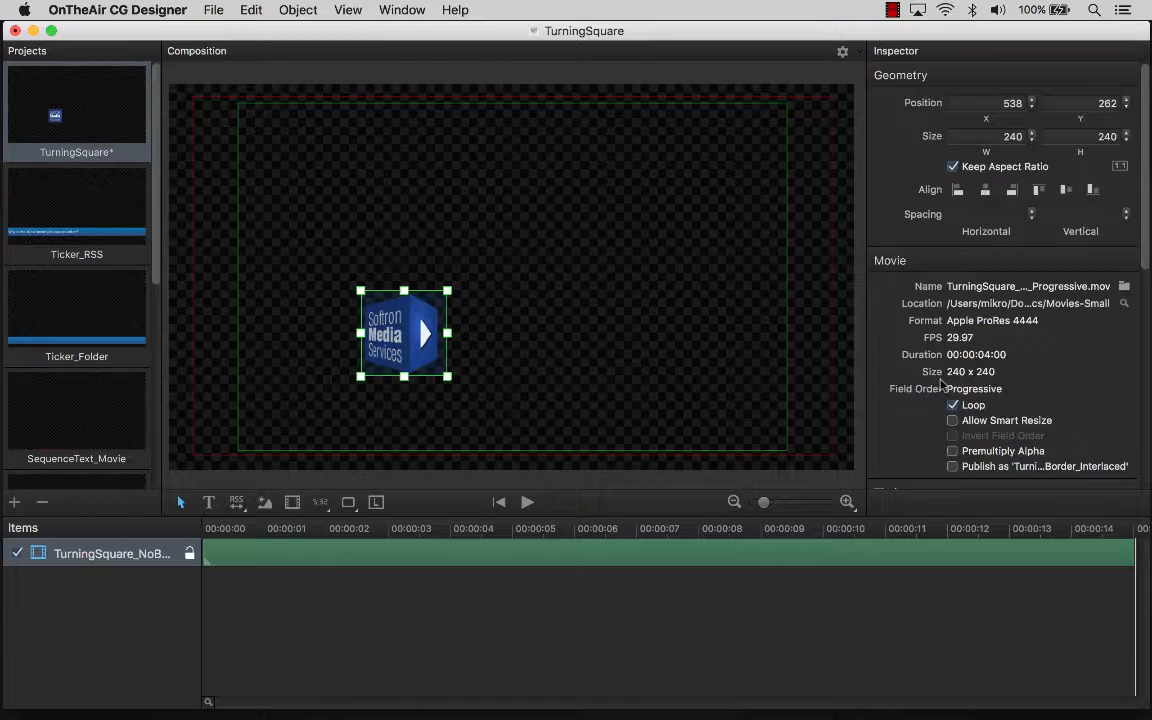 OnTheAir CG Designer File Edit Object View Window Help 100%
TurningSquare
Projects Composition Inspector
Geometry
Position 538 262
X Y
Size 240 240
W H
Keep Aspect Ratio 1:1
Align
Spacing
Horizontal Vertical
Movie
Name TurningSquare_..._Progressive.mov
Location /Users/mikro/Do...cs/Movies-Small
Format Apple ProRes 4444
FPS 29.97
Duration 00:00:04:00
Size 240 x 240
Field Order Progressive
Loop
Allow Smart Resize
Invert Field Order
Premultiply Alpha
Publish as 'Turni...Border_Interlaced'
TurningSquare*
Ticker_RSS
Ticker_Folder
SequenceText_Movie
Softron
Media
Services
T RSS 5:32
Items 00:00:00 00:00:01 00:00:02 00:00:03 00:00:04 00:00:05 00:00:06 00:00:07 00:00:08 00:00:09 00:00:10 00:00:11 00:00:12 00:00:13 00:00:14
TurningSquare_NoB...